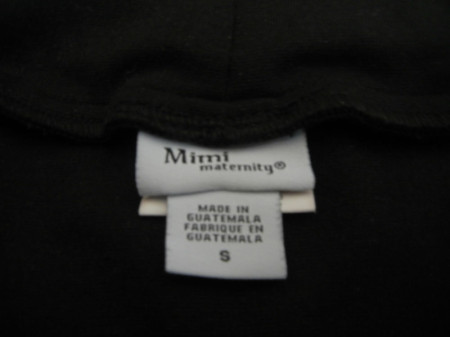 Mimi
maternity®
MADE IN
GUATEMALA
FABRIQUE EN
GUATEMALA
S